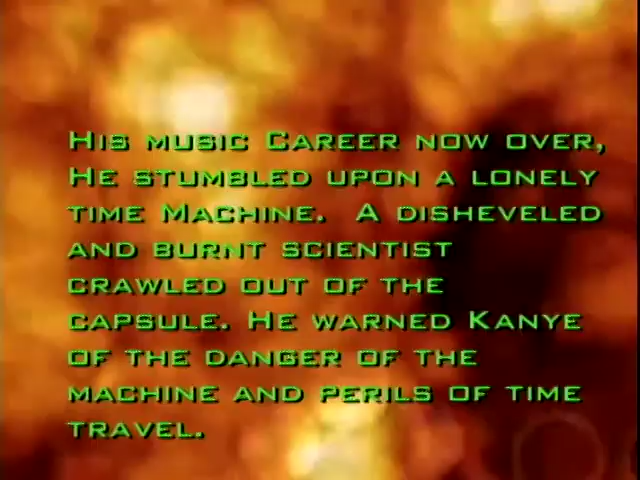 His music Career now over,
He stumbled upon a lonely
time Machine.  A disheveled
and burnt scientist
crawled out of the
capsule. He warned Kanye
of the danger of the
machine and perils of time
travel.